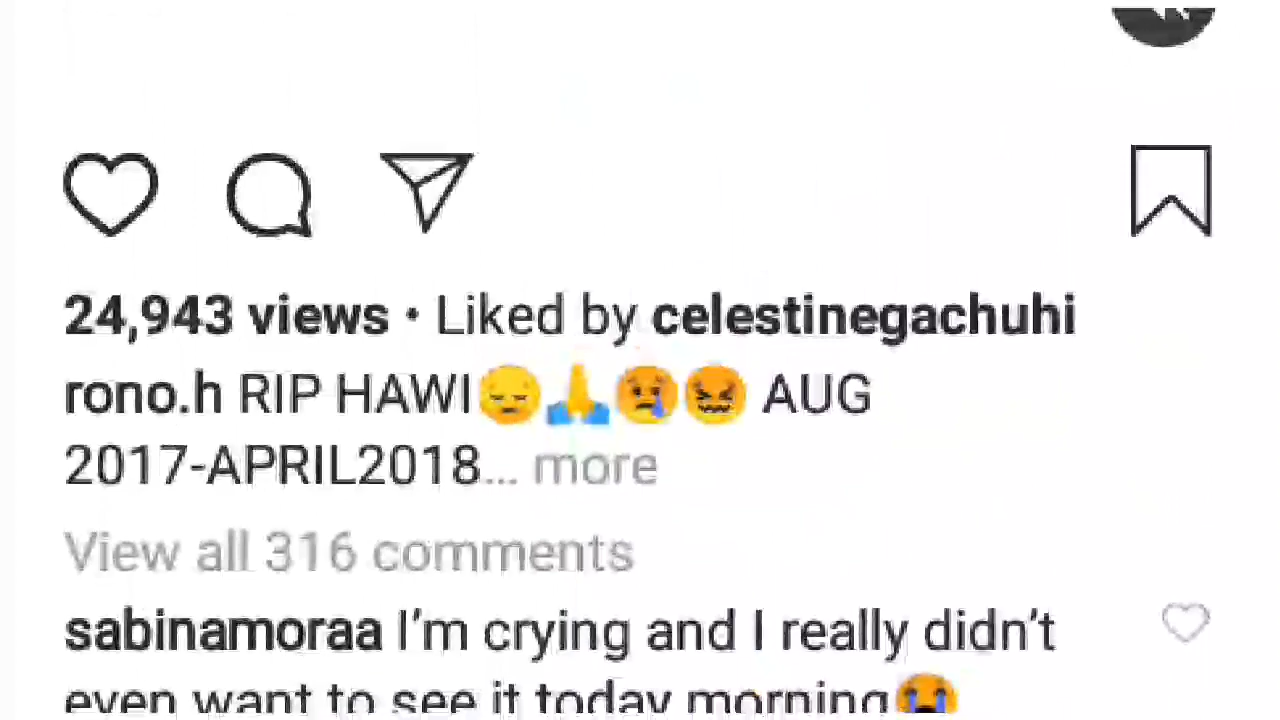 24,943 views • Liked by celestinegachuhi
rono.h RIP HAWI😔🙏😢😖 AUG
2017-APRIL2018... more
View all 316 comments
sabinamoraa I'm crying and I really didn't
even want to see it today morning😭